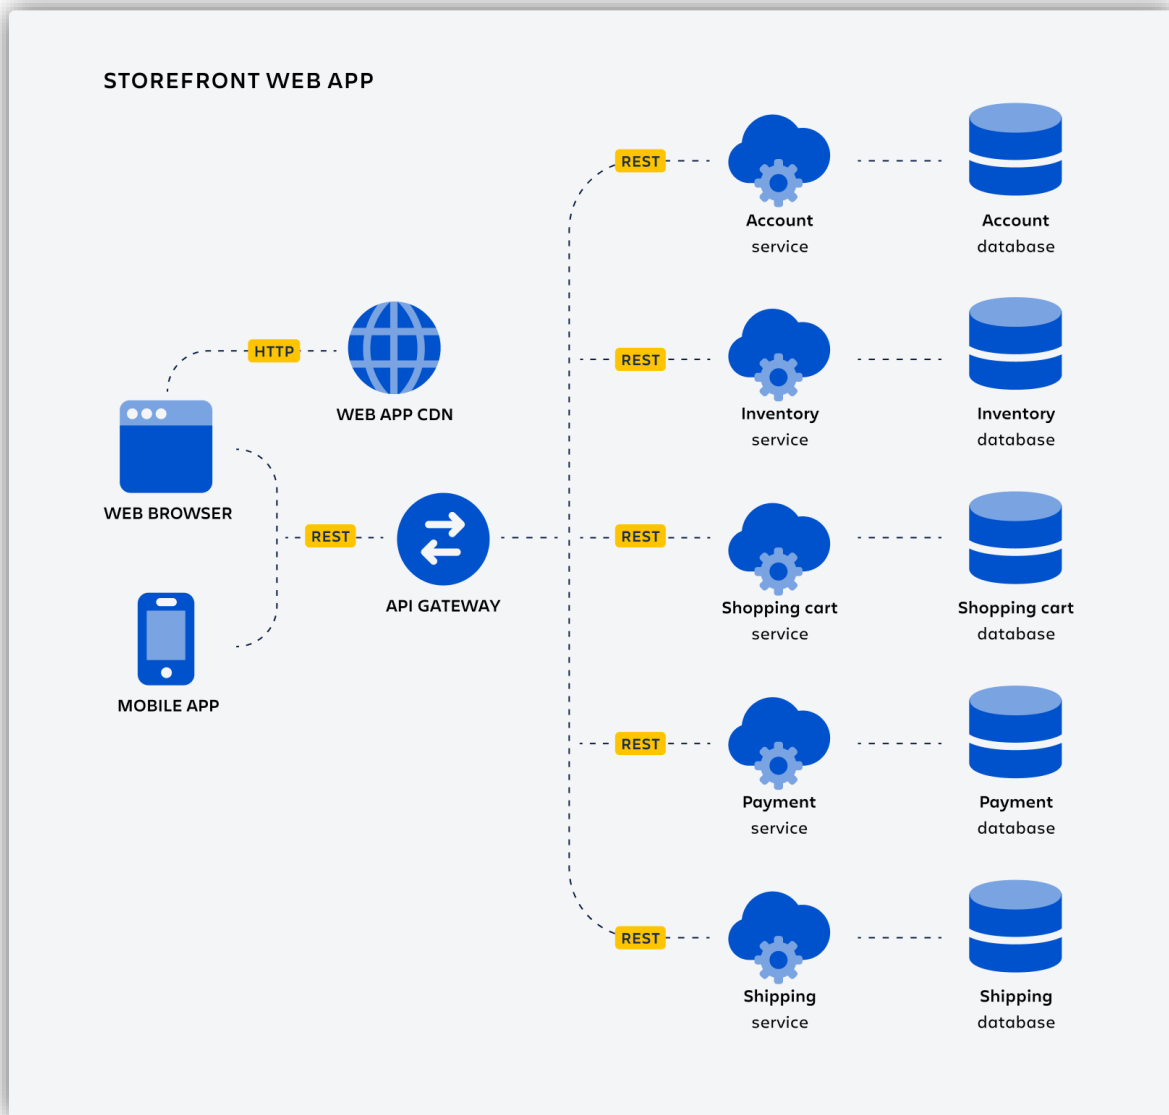 STOREFRONT WEB APP
REST
Account
service
Account
database
HTTP
WEB APP CDN
REST
Inventory
service
Inventory
database
WEB BROWSER
REST
API GATEWAY
REST
Shopping cart
service
Shopping cart
database
MOBILE APP
REST
Payment
service
Payment
database
REST
Shipping
service
Shipping
database